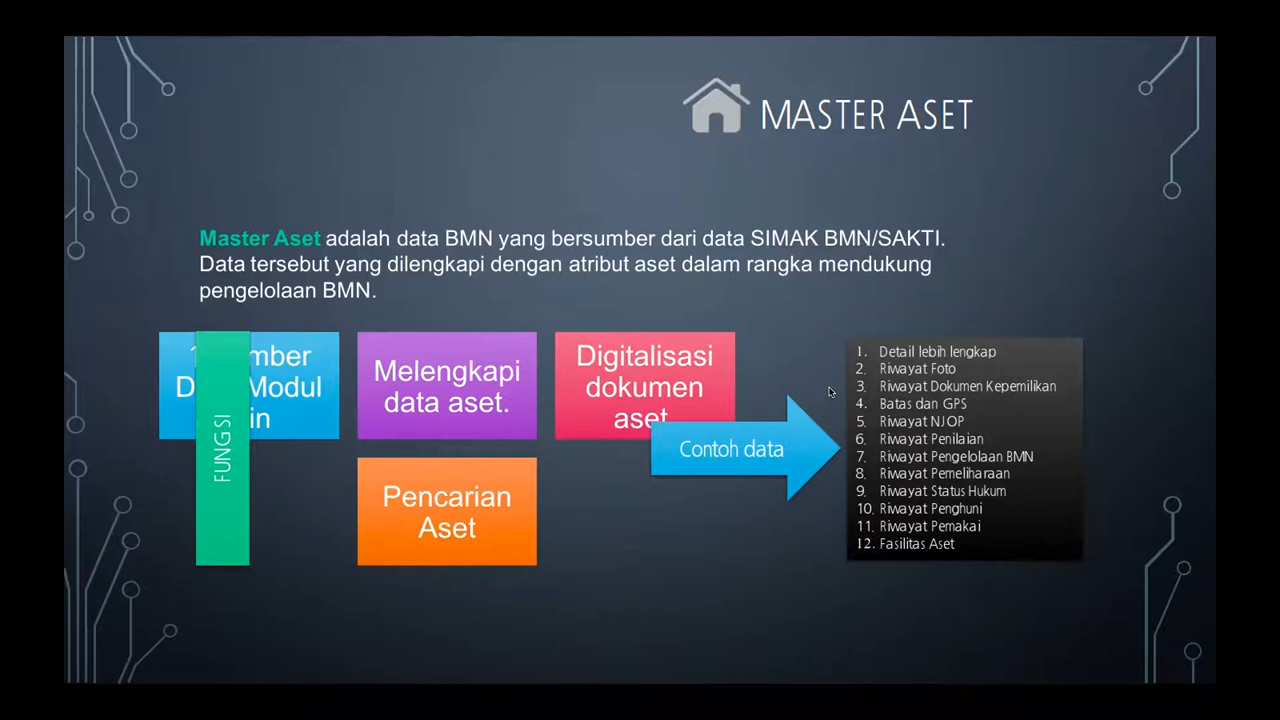 MASTER ASET
Master Aset adalah data BMN yang bersumber dari data SIMAK BMN/SAKTI.
Data tersebut yang dilengkapi dengan atribut aset dalam rangka mendukung
pengelolaan BMN.
Modul
FUNGSI
Melengkapi
data aset.
Digitalisasi
dokumen
aset
Pencarian
Aset
Contoh data
1. Detail lebih lengkap
2. Riwayat Foto
3. Riwayat Dokumen Kepemilikan
4. Batas dan GPS
5. Riwayat NJOP
6. Riwayat Penilaian
7. Riwayat Pengelolaan BMN
8. Riwayat Pemeliharaan
9. Riwayat Status Hukum
10. Riwayat Penghuni
11. Riwayat Pemakai
12. Fasilitas Aset